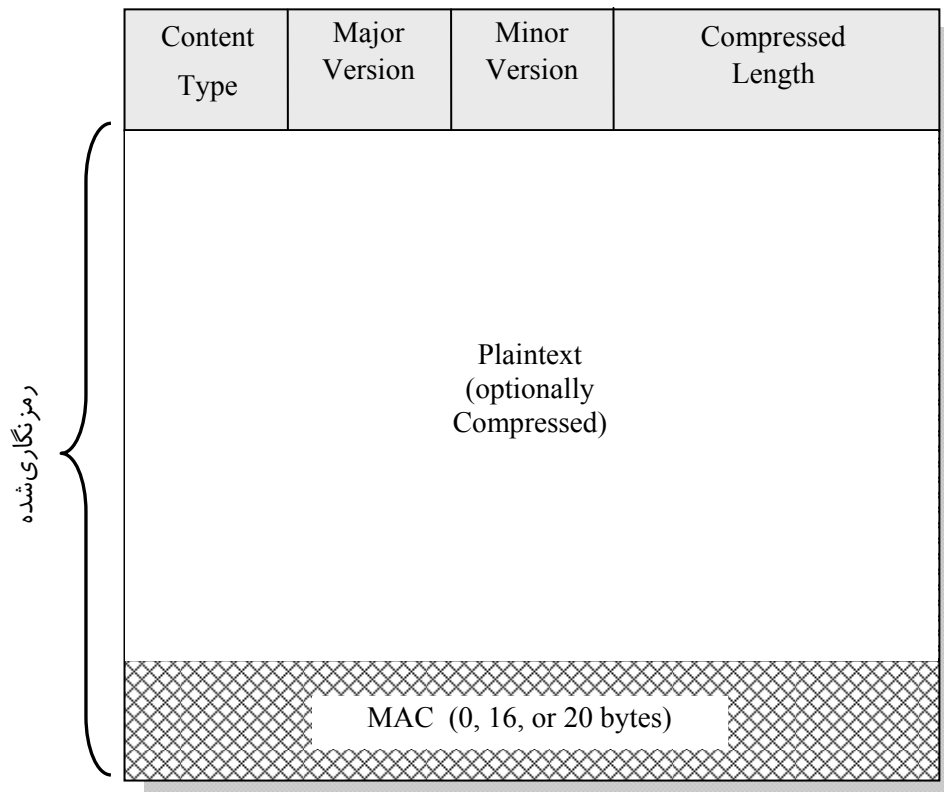 Content
Type
Major
Version
Minor
Version
Compressed
Length
Plaintext
(optionally
Compressed)
رمزنگاری‌شده
MAC (0, 16, or 20 bytes)